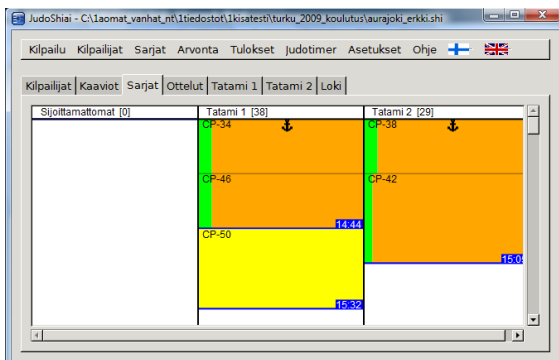 JudoShiai - C:\1aomat_vanhat_nt\1tiedostot\1kisatesti\turku_2009_koulutus\aurajoki_erkki.shi
Kilpailu Kilpailijat Sarjat Arvonta Tulokset Judotimer Asetukset Ohje
Kilpailijat Kaaviot Sarjat Ottelut Tatami 1 Tatami 2 Loki
Sijoittamattomat [0] Tatami 1 [38] Tatami 2 [29]
CP-34 CP-38
CP-46 CP-42
14:44
CP-50
15:32